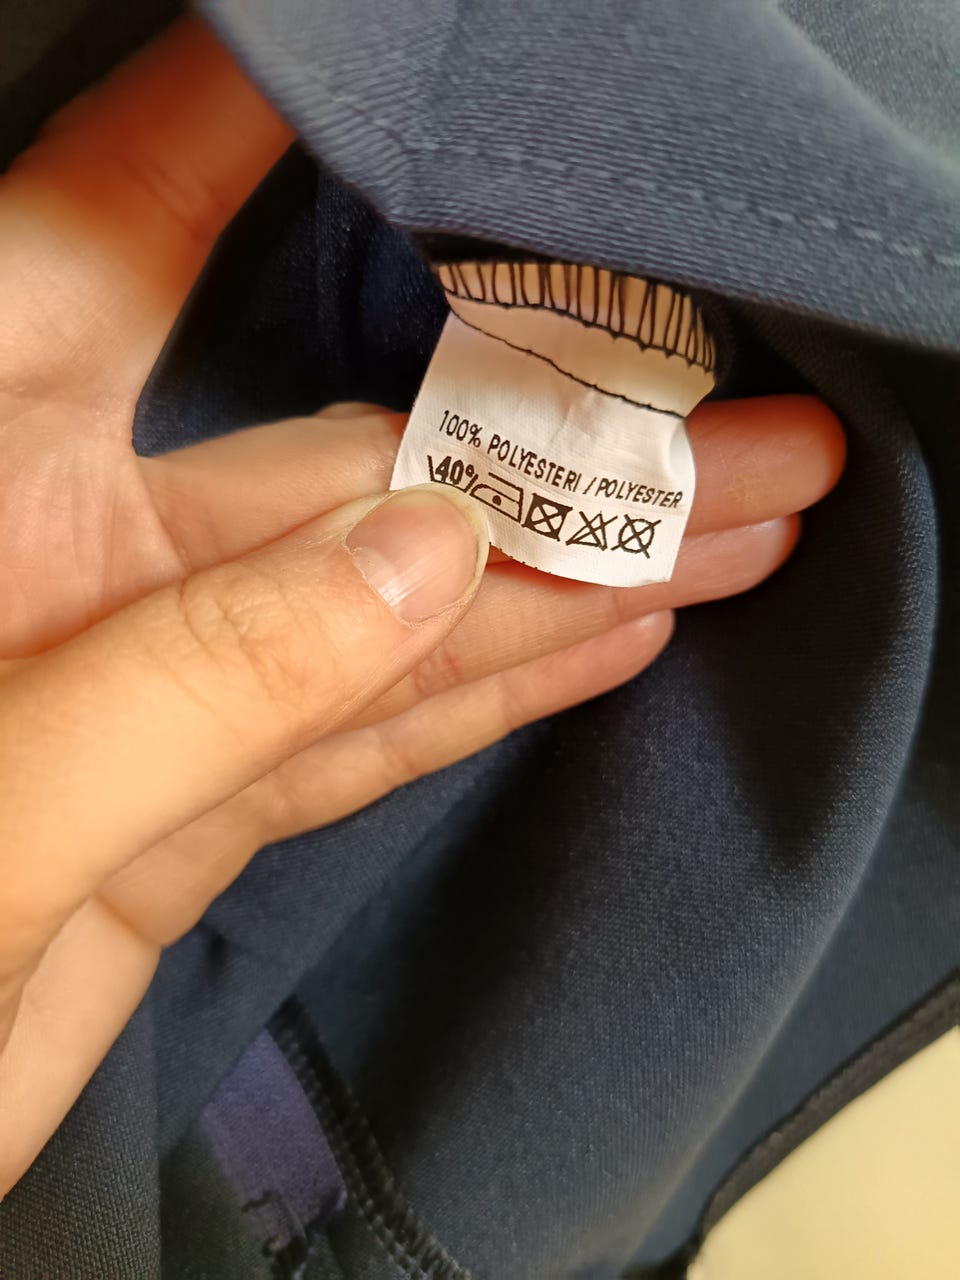 100% POLYESTERI / POLYESTER
40°